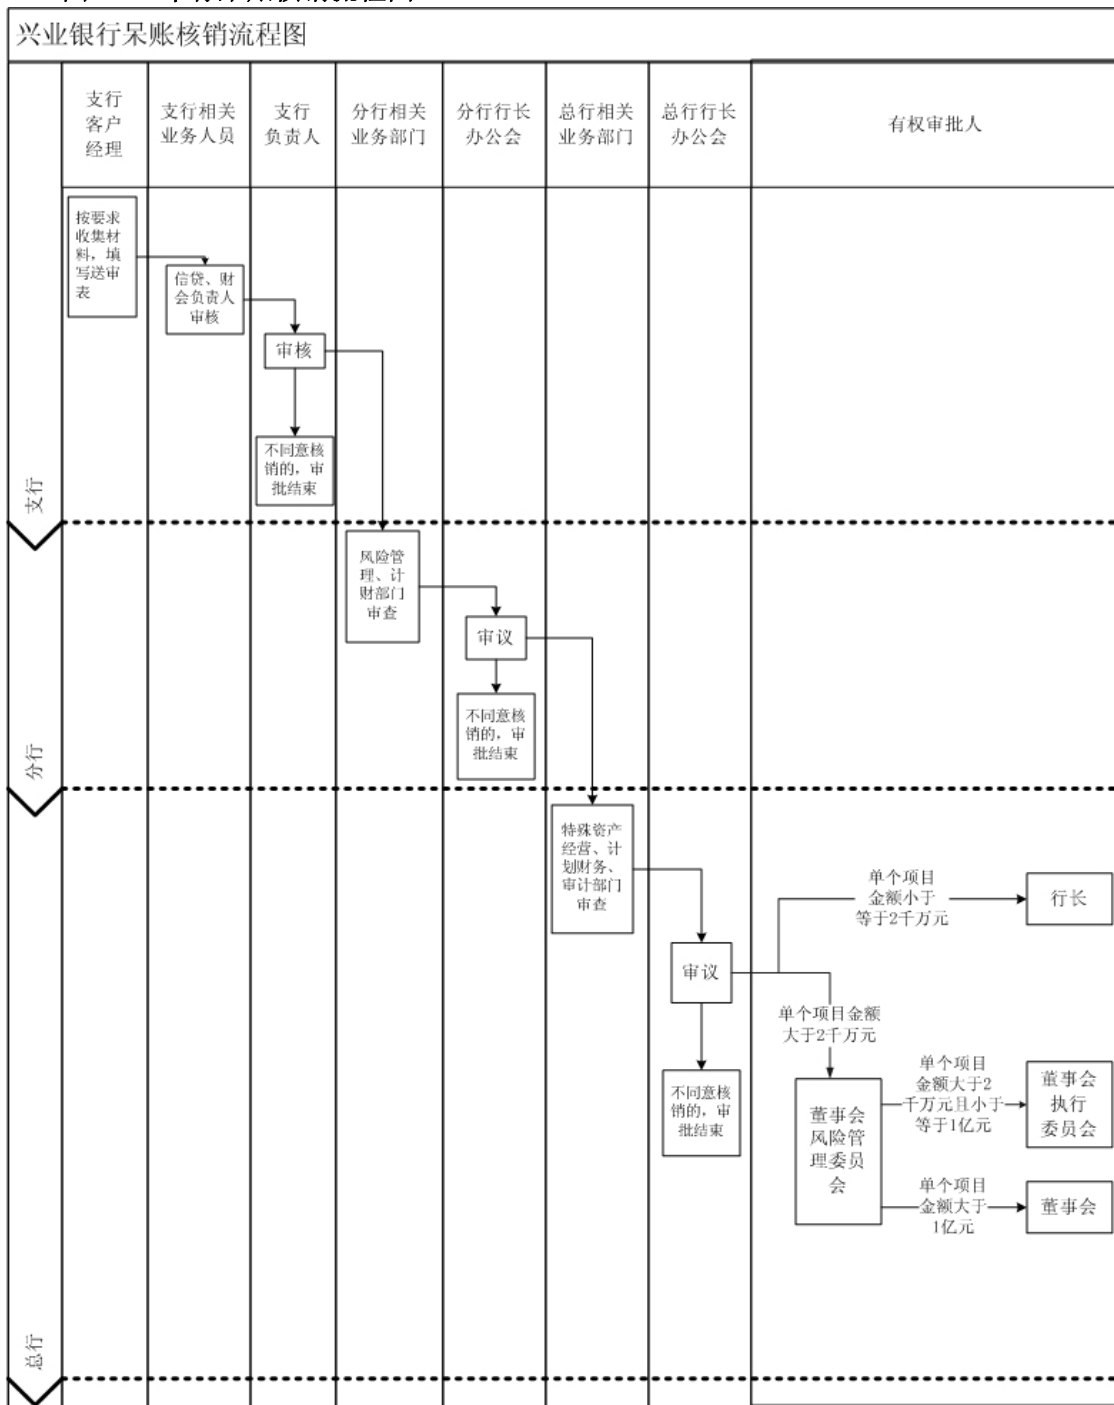 兴业银行呆账核销流程图
支行
客户
经理
支行相关
业务人员
支行
负责人
分行相关
业务部门
分行行长
办公会
总行相关
业务部门
总行行长
办公会
有权审批人
按要求
收集材
料，填
写送审
表
信贷、财
会负责人
审核
审核
不同意核
销的，审
批结束
支行
风险管
理、计
财部门
审查
审议
不同意核
销的，审
批结束
分行
特殊资产
经营、计
划财务、
审计部门
审查
审议
不同意核
销的，审
批结束
单个项目
金额小于
等于2千万元
行长
单个项目金额
大于2千万元
董事会
风险管
理委员
会
单个项目
金额大于2
千万元且小于
等于1亿元
董事会
执行
委员会
单个项目
金额大于
1亿元
董事会
总行